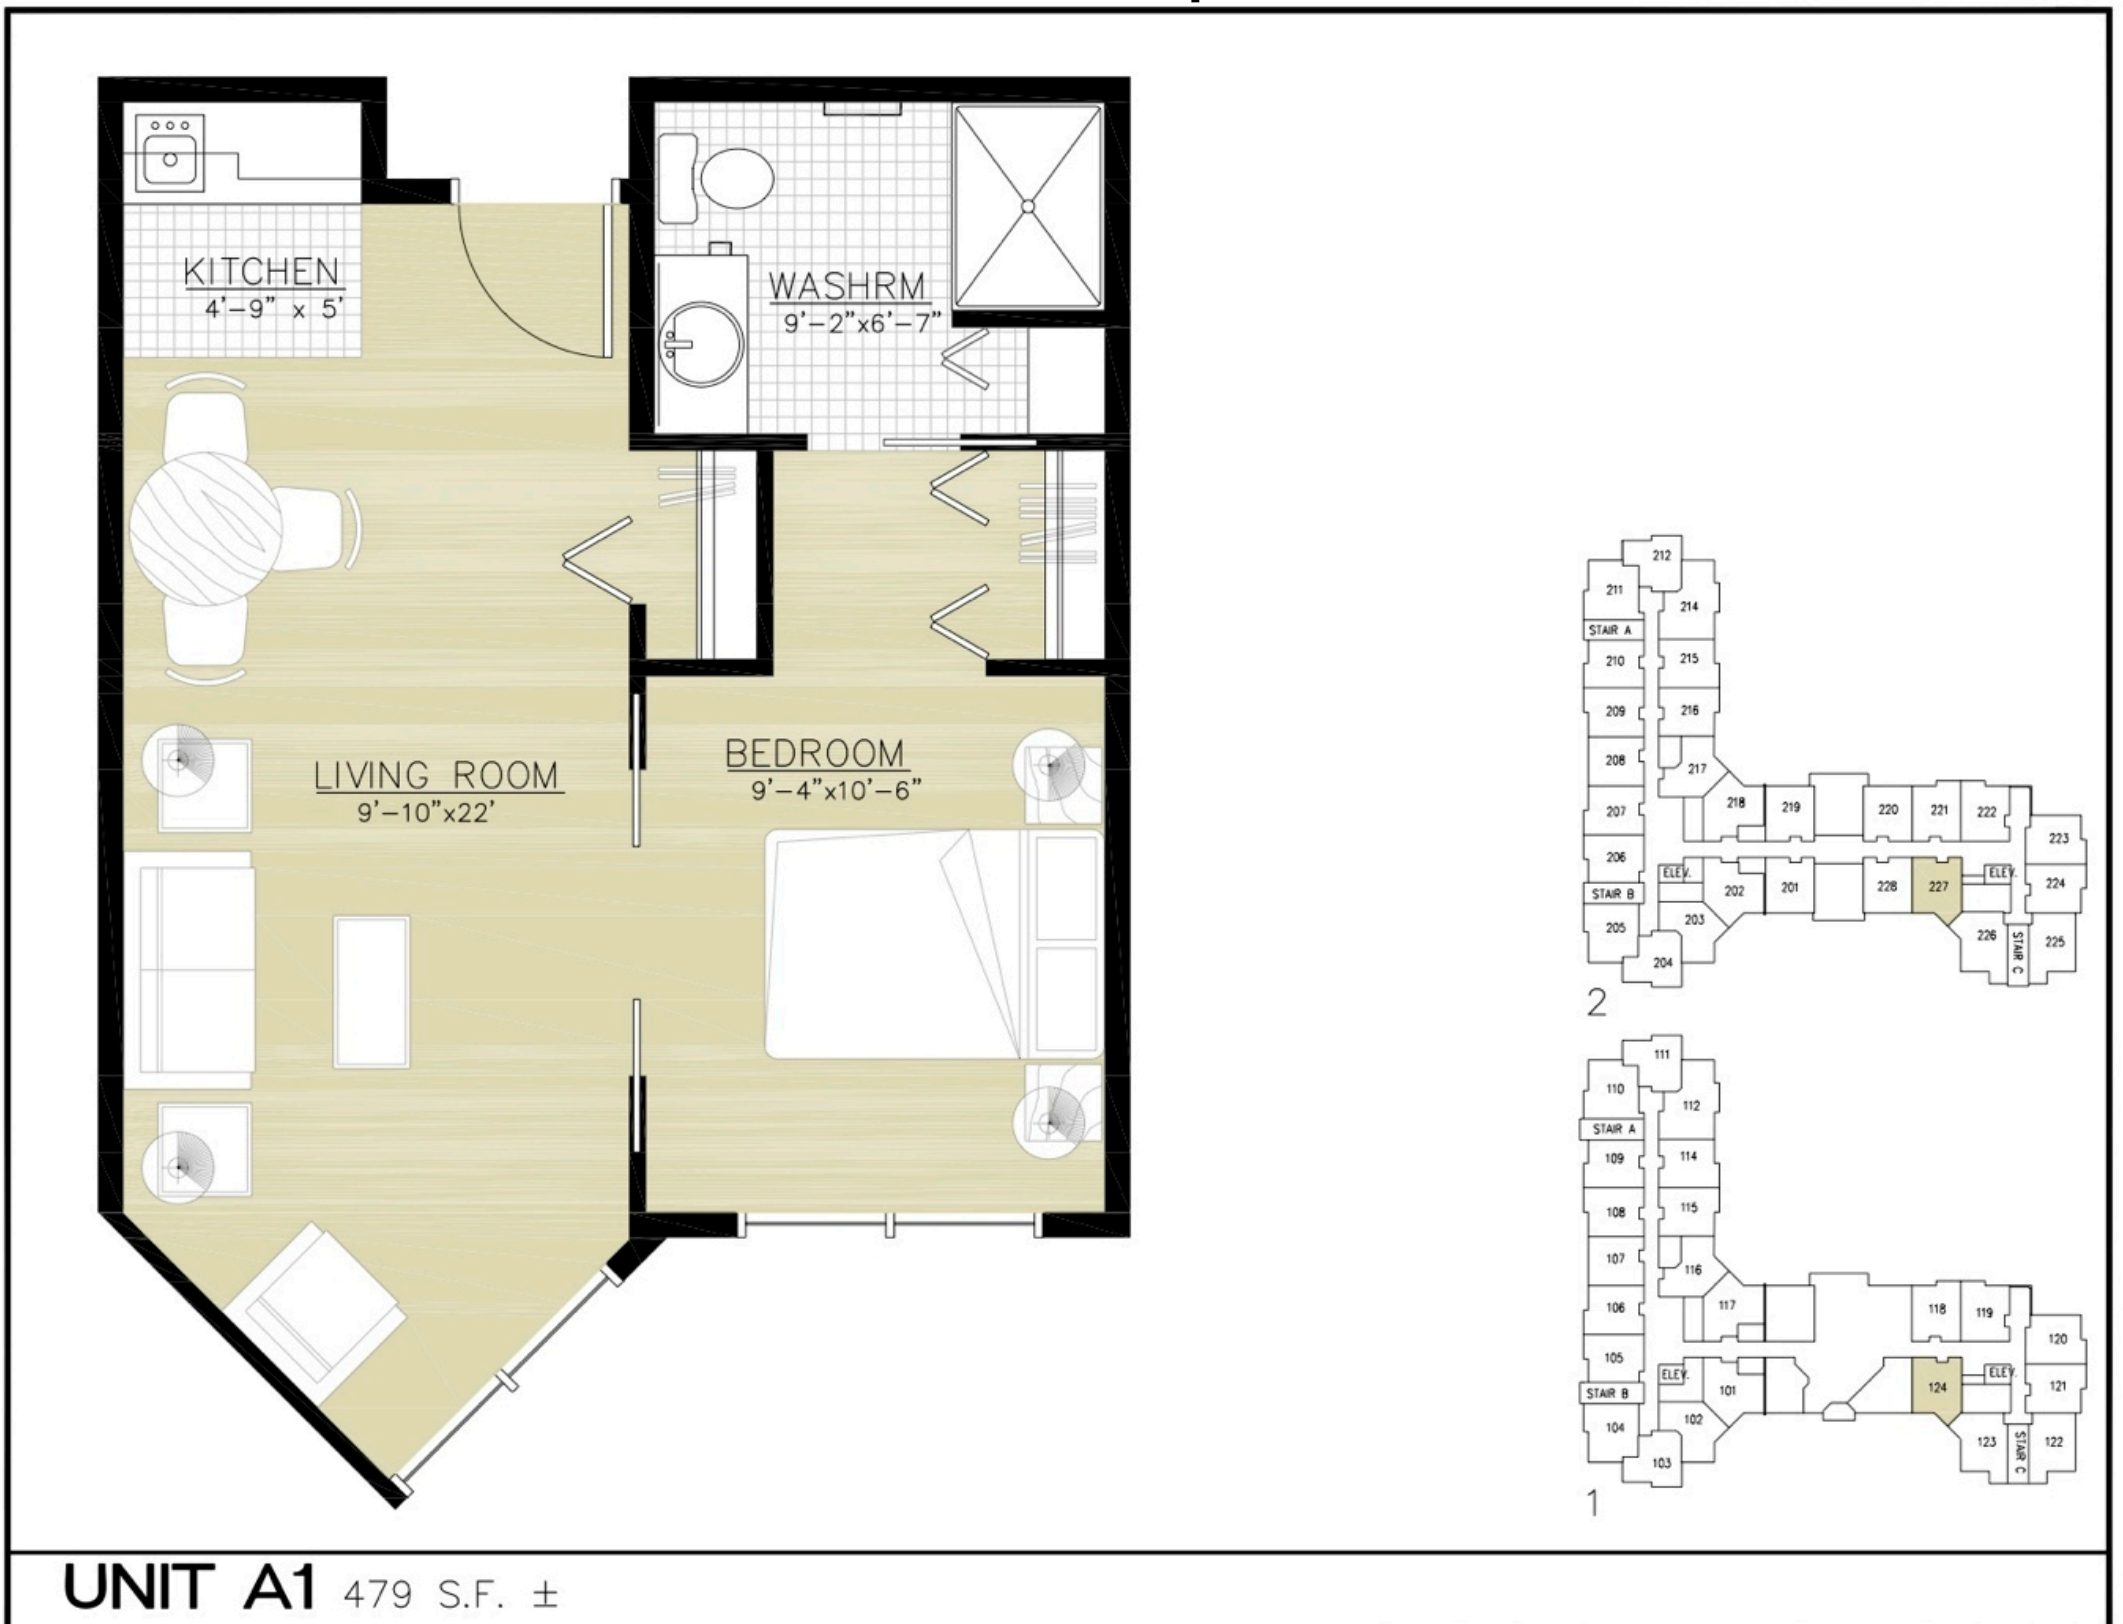 KITCHEN
4'-9" x 5'
WASHRM
9'-2"x6'-7"
LIVING ROOM
9'-10"x22'
BEDROOM
9'-4"x10'-6"
212
211
214
STAIR A
210
215
209
216
208
217
207
218
219
220
221
222
223
206
ELEV.
202
201
228
227
ELEV.
224
STAIR B
205
203
226
STAIR C
225
204
2
111
110
112
STAIR A
109
114
108
115
107
116
106
117
118
119
120
105
ELEV.
101
124
ELEV.
121
STAIR B
104
102
123
STAIR C
122
103
1
UNIT A1 479 S.F. ±